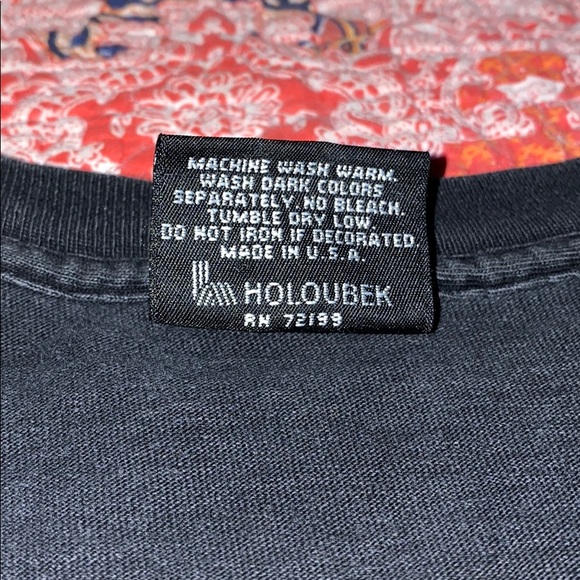 MACHINE WASH WARM.
WASH DARK COLORS
SEPARATELY. NO BLEACH.
TUMBLE DRY LOW.
DO NOT IRON IF DECORATED.
MADE IN U.S.A.
HOLOUBEK
RN 72199